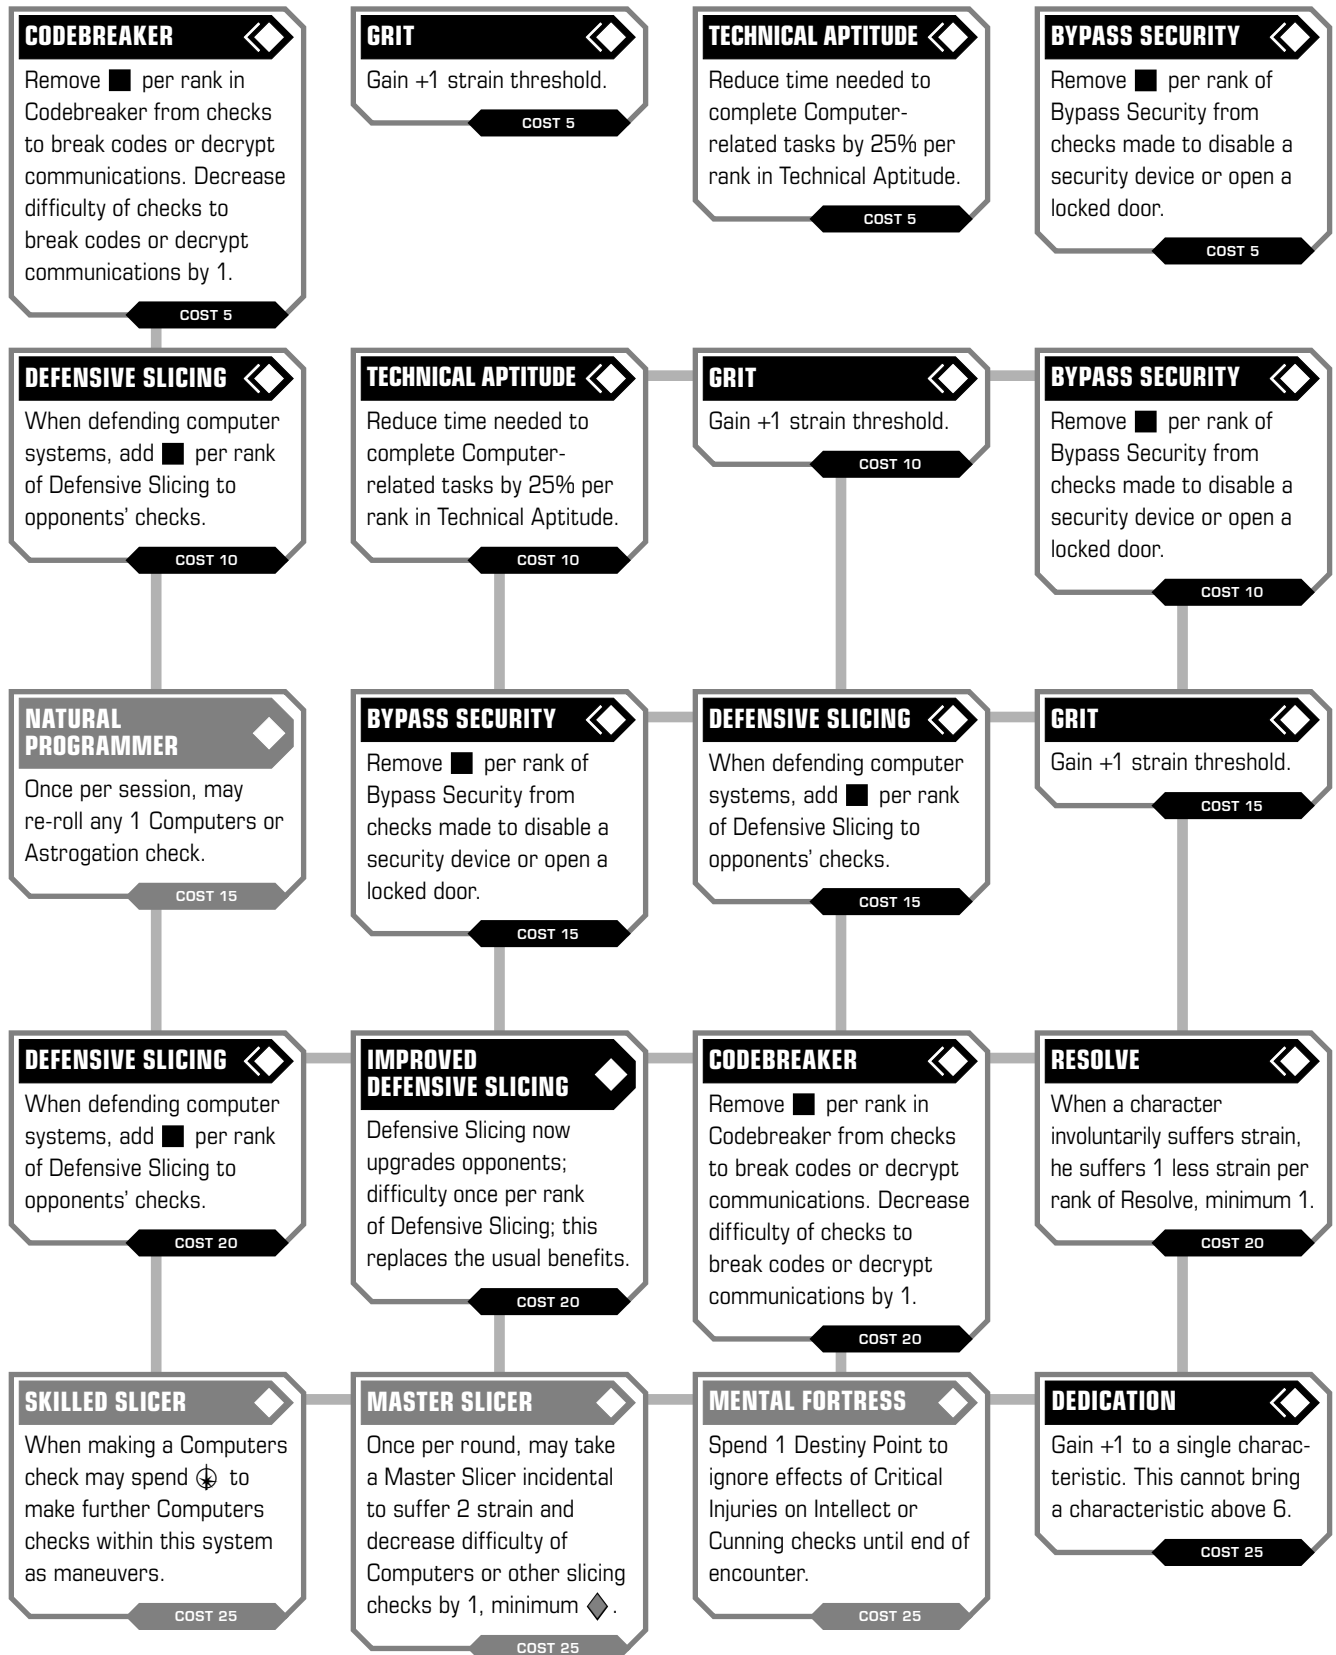 CODEBREAKER
Remove per rank in
Codebreaker from checks
to break codes or decrypt
communications. Decrease
difficulty of checks to
break codes or decrypt
communications by 1.
COST 5
GRIT
Gain +1 strain threshold.
COST 5
TECHNICAL APTITUDE
Reduce time needed to
complete Computer-
related tasks by 25% per
rank in Technical Aptitude.
COST 5
BYPASS SECURITY
Remove per rank of
Bypass Security from
checks made to disable a
security device or open a
locked door.
COST 5
DEFENSIVE SLICING
When defending computer
systems, add per rank
of Defensive Slicing to
opponents' checks.
COST 10
TECHNICAL APTITUDE
Reduce time needed to
complete Computer-
related tasks by 25% per
rank in Technical Aptitude.
COST 10
GRIT
Gain +1 strain threshold.
COST 10
BYPASS SECURITY
Remove per rank of
Bypass Security from
checks made to disable a
security device or open a
locked door.
COST 10
NATURAL
PROGRAMMER
Once per session, may
re-roll any 1 Computers or
Astrogation check.
COST 15
BYPASS SECURITY
Remove per rank of
Bypass Security from
checks made to disable a
security device or open a
locked door.
COST 15
DEFENSIVE SLICING
When defending computer
systems, add per rank
of Defensive Slicing to
opponents' checks.
COST 15
GRIT
Gain +1 strain threshold.
COST 15
DEFENSIVE SLICING
When defending computer
systems, add per rank
of Defensive Slicing to
opponents' checks.
COST 20
IMPROVED
DEFENSIVE SLICING
Defensive Slicing now
upgrades opponents;
difficulty once per rank
of Defensive Slicing; this
replaces the usual benefits.
COST 20
CODEBREAKER
Remove per rank in
Codebreaker from checks
to break codes or decrypt
communications. Decrease
difficulty of checks to
break codes or decrypt
communications by 1.
COST 20
RESOLVE
When a character
involuntarily suffers strain,
he suffers 1 less strain per
rank of Resolve, minimum 1.
COST 20
SKILLED SLICER
When making a Computers
check may spend to
make further Computers
checks within this system
as maneuvers.
COST 25
MASTER SLICER
Once per round, may take
a Master Slicer incidental
to suffer 2 strain and
decrease difficulty of
Computers or other slicing
checks by 1, minimum .
COST 25
MENTAL FORTRESS
Spend 1 Destiny Point to
ignore effects of Critical
Injuries on Intellect or
Cunning checks until end of
encounter.
COST 25
DEDICATION
Gain +1 to a single charac-
teristic. This cannot bring
a characteristic above 6.
COST 25